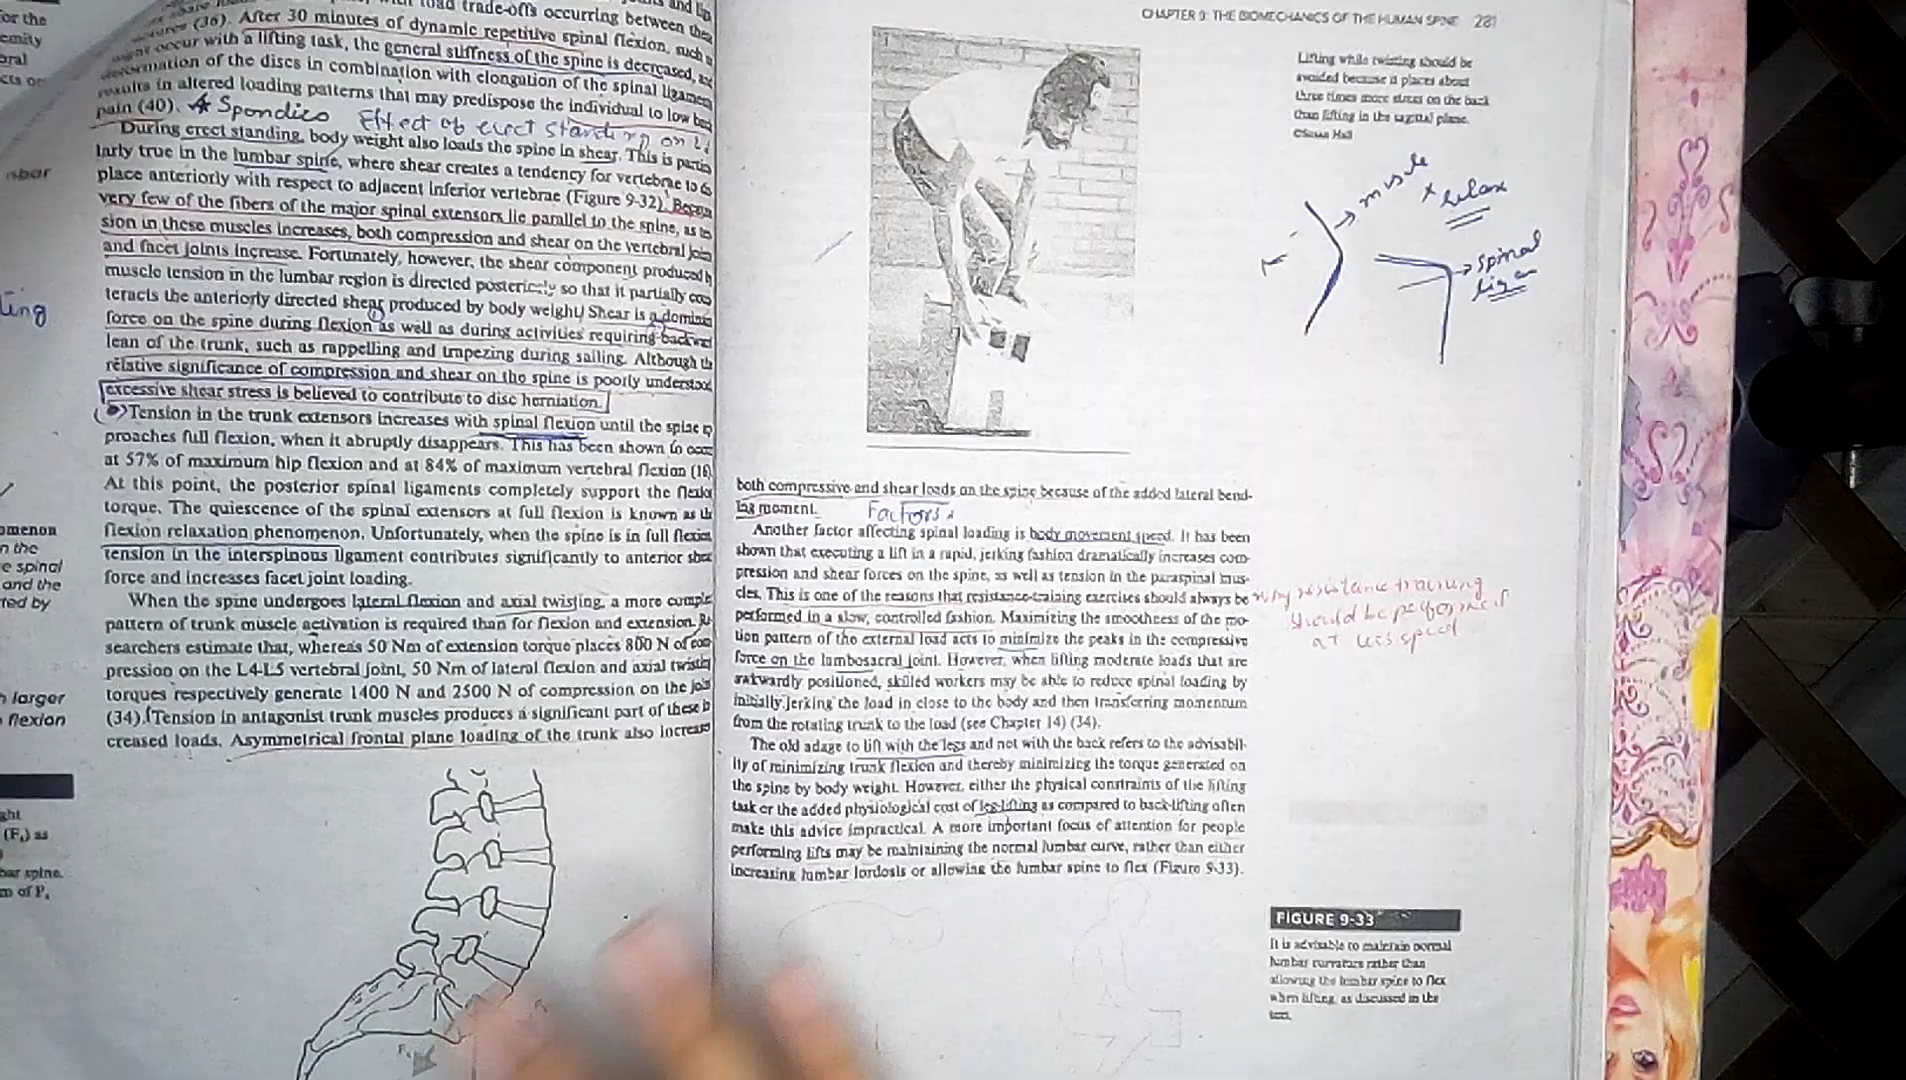 or the
emity
oral
cts or
nbar
ting
omenon
n the
e spinal
and the
ted by
n larger
flexion
ght
(F,) as
bar spine.
load trade-offs occurring between the
(36). After 30 minutes of dynamic repetitive spinal flexion, such
occur with a lifting task, the general stiffness of the spine is decreased,
of the discs in combination with elongation of the spinal ligament
results in altered loading patterns that may predispose the individual to low
pain (40). Spondilo Effect of erect standing on
During erect standing, body weight also loads the spine in shear. This is
larly true in the lumbar spine, where shear creates a tendency for vertebrae to
place anteriorly with respect to adjacent inferior vertebrae (Figure 9-32).
very few of the fibers of the major spinal extensors lie parallel to the spine, as
sion in these muscles increases, both compression and shear on the vertebral
and facet joints increase. Fortunately, however, the shear component produced
muscle tension in the lumbar region is directed posteriorly so that it partially
teracts the anteriorly directed shear produced by body weight. Shear is a
force on the spine during flexion as well as during activities requiring
lean of the trunk, such as rappelling and trapezing during sailing. Although
relative significance of compression and shear on the spine is poorly understood
excessive shear stress is believed to contribute to disc herniation.
Tension in the trunk extensors increases with spinal flexion until the spine
proaches full flexion, when it abruptly disappears. This has been shown to
at 57% of maximum hip flexion and at 84% of maximum vertebral flexion
At this point, the posterior spinal ligaments completely support the
torque. The quiescence of the spinal extensors at full flexion is known as
flexion relaxation phenomenon. Unfortunately, when the spine is in full
tension in the interspinous ligament contributes significantly to anterior
force and increases facet joint loading.
When the spine undergoes lateral flexion and axial twisting, a more
pattern of trunk muscle activation is required than for flexion and extension.
searchers estimate that, whereas 50 Nm of extension torque places 800 N of
pression on the L4-L5 vertebral joint, 50 Nm of lateral flexion and axial
torques respectively generate 1400 N and 2500 N of compression on the
(34). Tension in antagonist trunk muscles produces a significant part of these
creased loads. Asymmetrical frontal plane loading of the trunk also
CHAPTER 9: THE BIOMECHANICS OF THE HUMAN SPINE 281
Lifting while twisting should be
avoided because it places about
three times more stress on the back
than lifting in the sagittal plane.
©Susan Hall
muscle
x relax
spinal
lig
both compressive and shear loads on the spine because of the added lateral bend-
ing moment. Factors
Another factor affecting spinal loading is body movement speed. It has been
shown that executing a lift in a rapid, jerking fashion dramatically increases com-
pression and shear forces on the spine, as well as tension in the paraspinal mus-
cles. This is one of the reasons that resistance-training exercises should always be
performed in a slow, controlled fashion. Maximizing the smoothness of the mo-
tion pattern of the external load acts to minimize the peaks in the compressive
force on the lumbosacral joint. However, when lifting moderate loads that are
awkwardly positioned, skilled workers may be able to reduce spinal loading by
initially jerking the load in close to the body and then transferring momentum
from the rotating trunk to the load (see Chapter 14) (34).
The old adage to lift with the legs and not with the back refers to the advisabil-
ity of minimizing trunk flexion and thereby minimizing the torque generated on
the spine by body weight. However, either the physical constraints of the lifting
task or the added physiological cost of leg-lifting as compared to back-lifting often
make this advice impractical. A more important focus of attention for people
performing lifts may be maintaining the normal lumbar curve, rather than either
increasing lumbar lordosis or allowing the lumbar spine to flex (Figure 9-33).
why resistance training
should be performed
at less speed
FIGURE 9-33
It is advisable to maintain normal
lumbar curvature rather than
allowing the lumbar spine to flex
when lifting, as discussed in the
text.